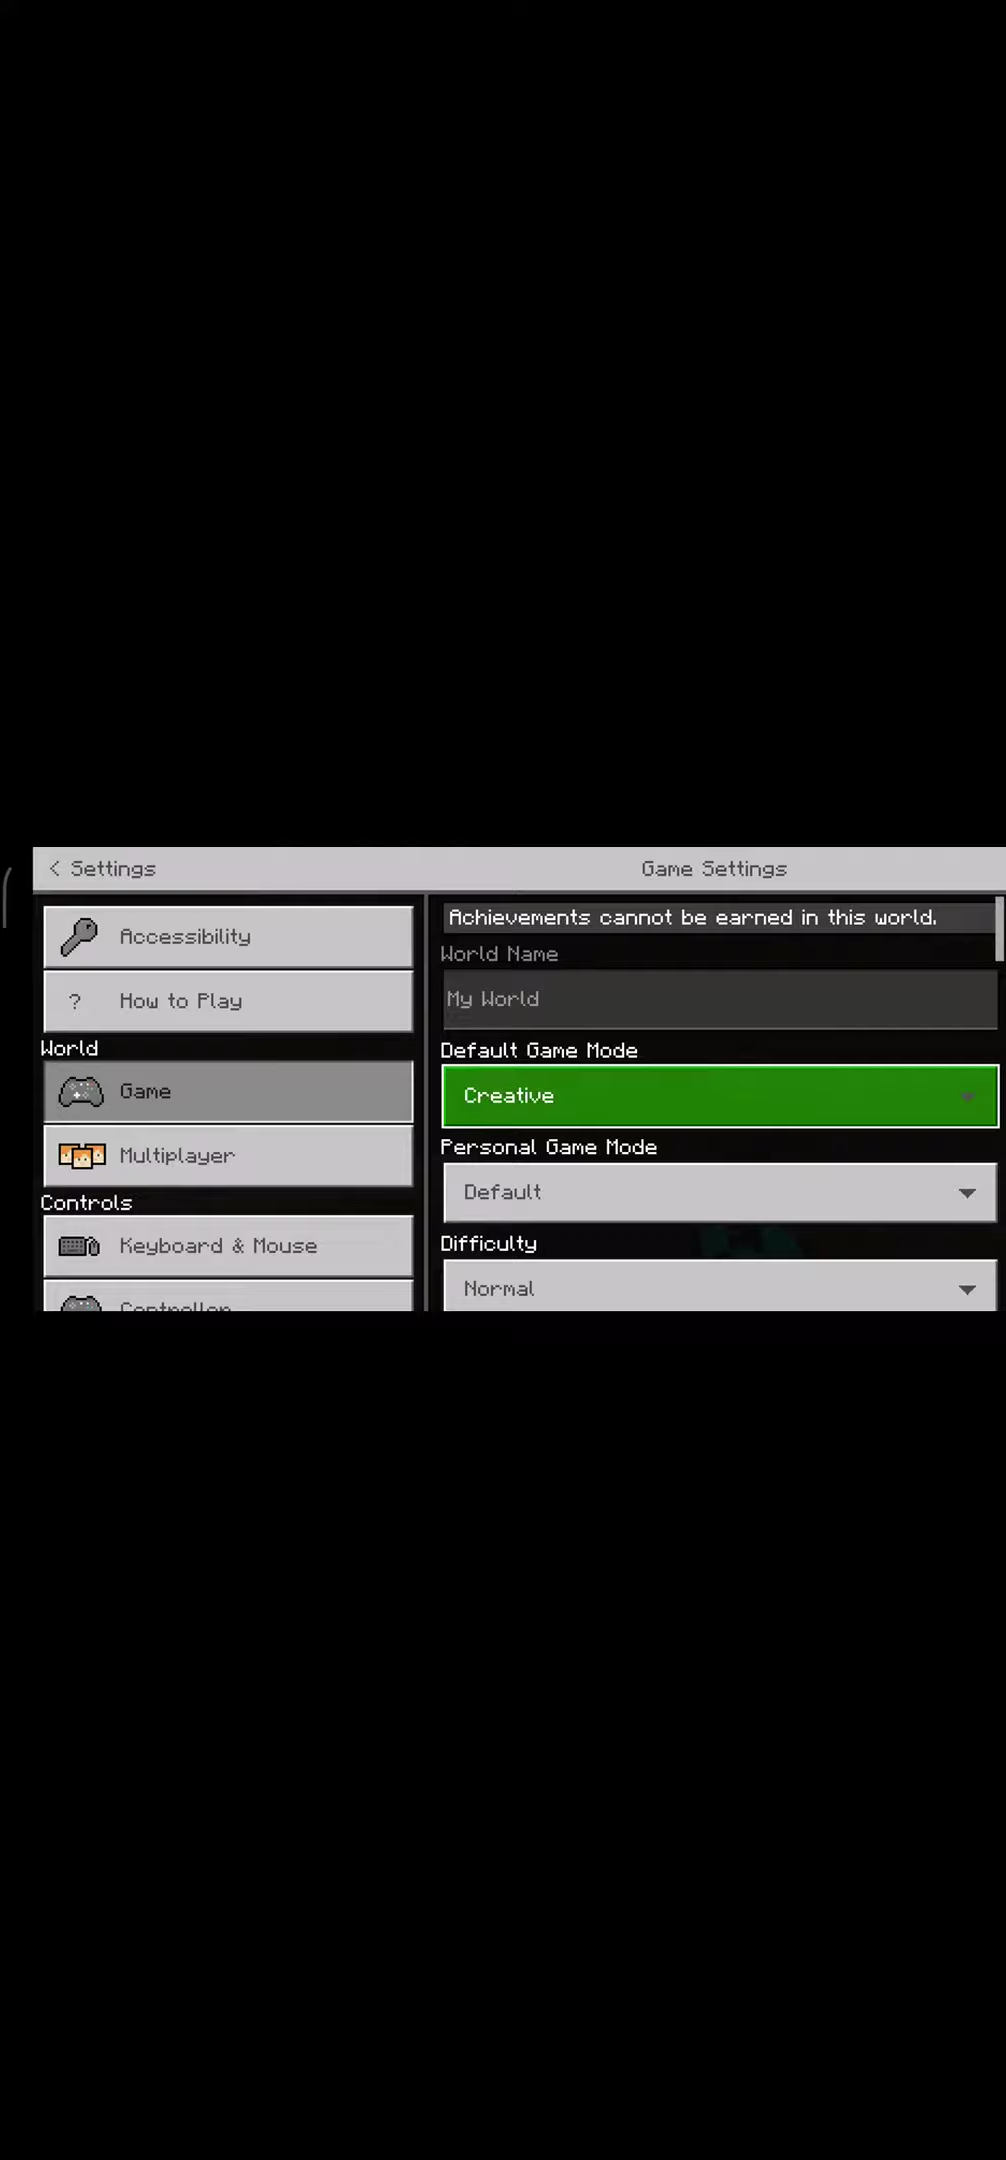 < Settings
Game Settings
Accessibility
? How to Play
World
Game
Multiplayer
Controls
Keyboard & Mouse
Controller
Achievements cannot be earned in this world.
World Name
My World
Default Game Mode
Creative
Personal Game Mode
Default
Difficulty
Normal